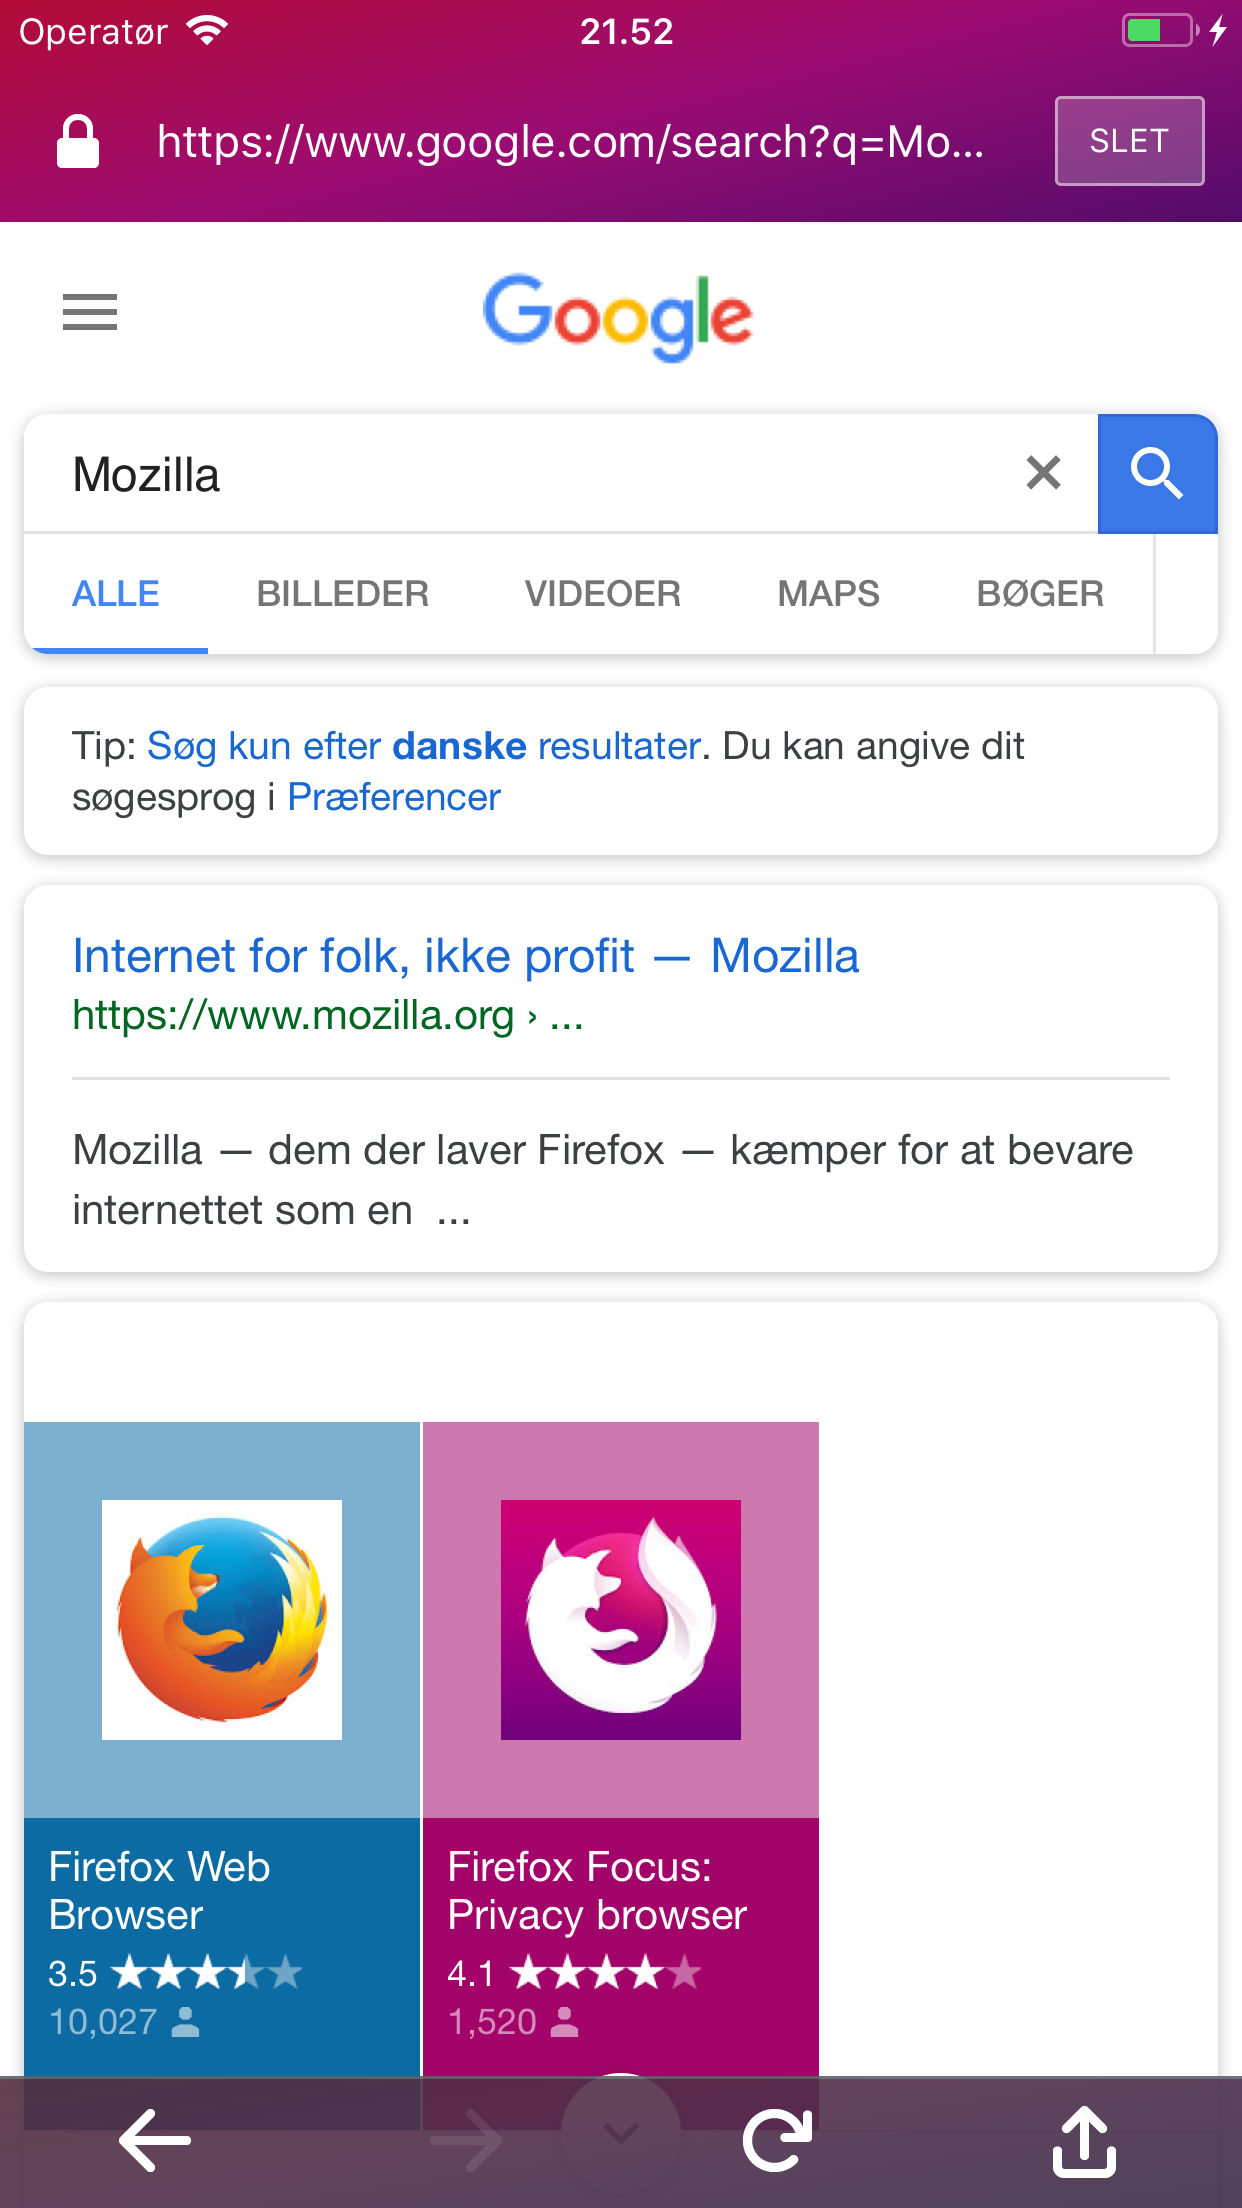 Operatør
21.52
https://www.google.com/search?q=Mo...
SLET
Google
Mozilla
ALLE BILLEDER VIDEOER MAPS BØGER
Tip: Søg kun efter danske resultater. Du kan angive dit
søgesprog i Præferencer
Internet for folk, ikke profit — Mozilla
https://www.mozilla.org › ...
Mozilla — dem der laver Firefox — kæmper for at bevare
internettet som en ...
Firefox Web
Browser
3.5
10,027
Firefox Focus:
Privacy browser
4.1
1,520